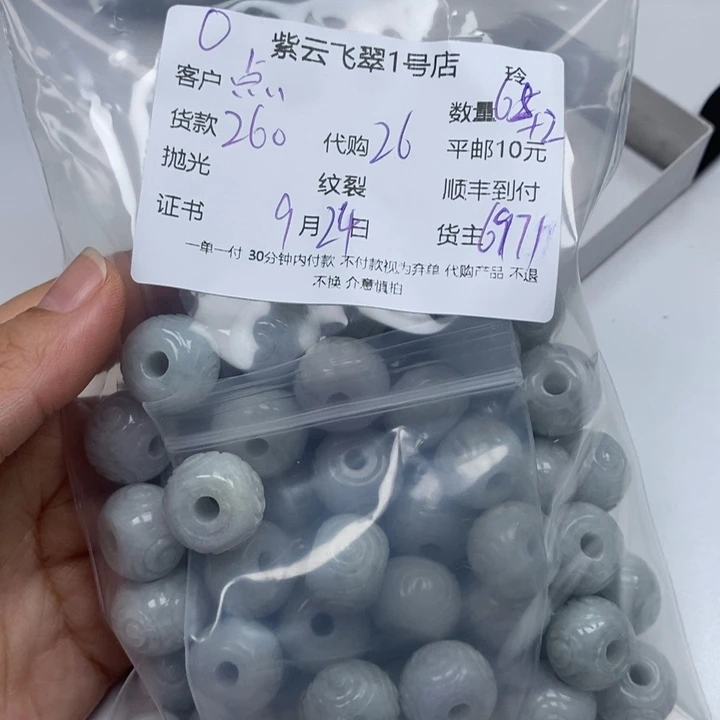 0 紫云飞翠1号店 玲
客户 点 数量 +2
货款 260 代购 26 平邮10元
抛光 纹裂 顺丰到付
证书 9月24日 货主 6971
一单一付 30分钟内付款 不付款视为弃单 代购产品 不退
不换 介意慎拍